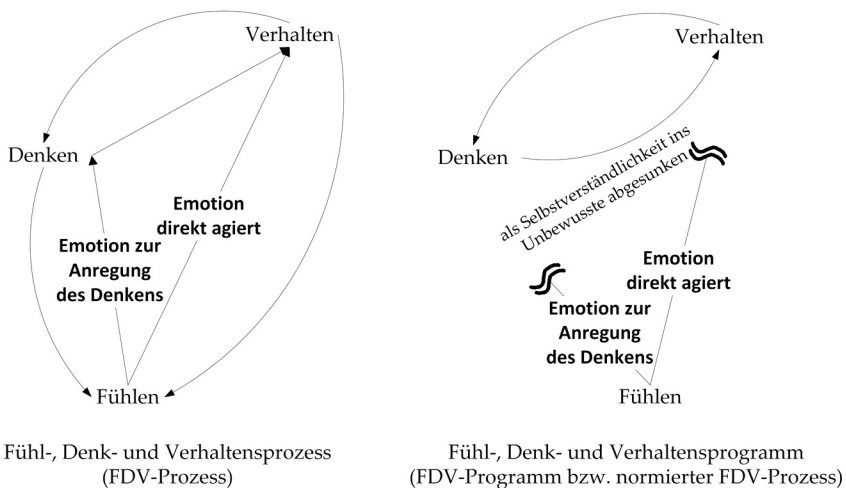 Verhalten
Denken
Emotion
direkt agiert
Emotion zur
Anregung
des Denkens
Fühlen
Fühl-, Denk- und Verhaltensprozess
(FDV-Prozess)
Verhalten
Denken
als Selbstverständlichkeit ins
Unbewusste abgesunken
Emotion
direkt agiert
Emotion zur
Anregung
des Denkens
Fühlen
Fühl-, Denk- und Verhaltensprogramm
(FDV-Programm bzw. normierter FDV-Prozess)